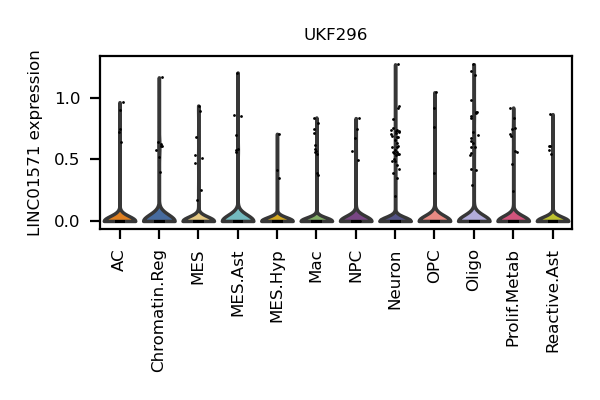 UKF296
LINC01571 expression
1.0
0.5
0.0
AC
Chromatin.Reg
MES
MES.Ast
MES.Hyp
Mac
NPC
Neuron
OPC
Oligo
Prolif.Metab
Reactive.Ast